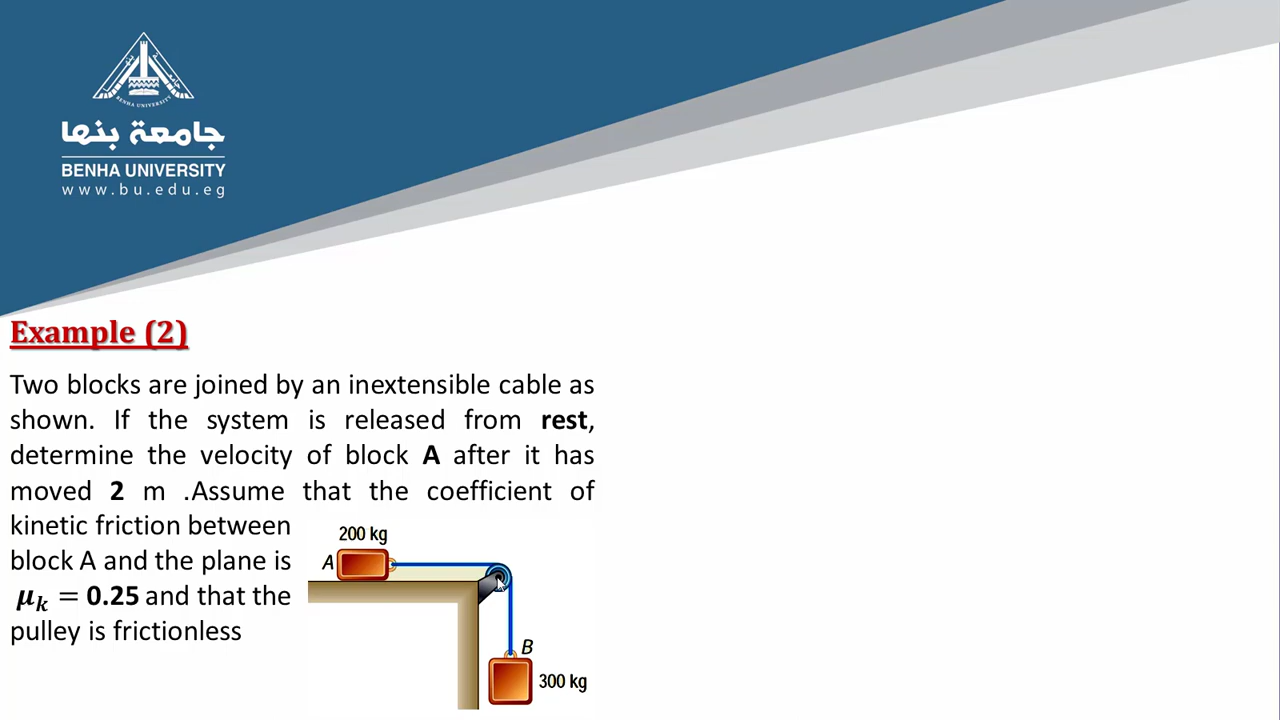 BENHA UNIVERSITY
جامعة بنها
BENHA UNIVERSITY
www.bu.edu.eg
Example (2)
Two blocks are joined by an inextensible cable as
shown. If the system is released from rest,
determine the velocity of block A after it has
moved 2 m .Assume that the coefficient of
kinetic friction between
block A and the plane is
μₖ = 0.25 and that the
pulley is frictionless
200 kg
A
B
300 kg